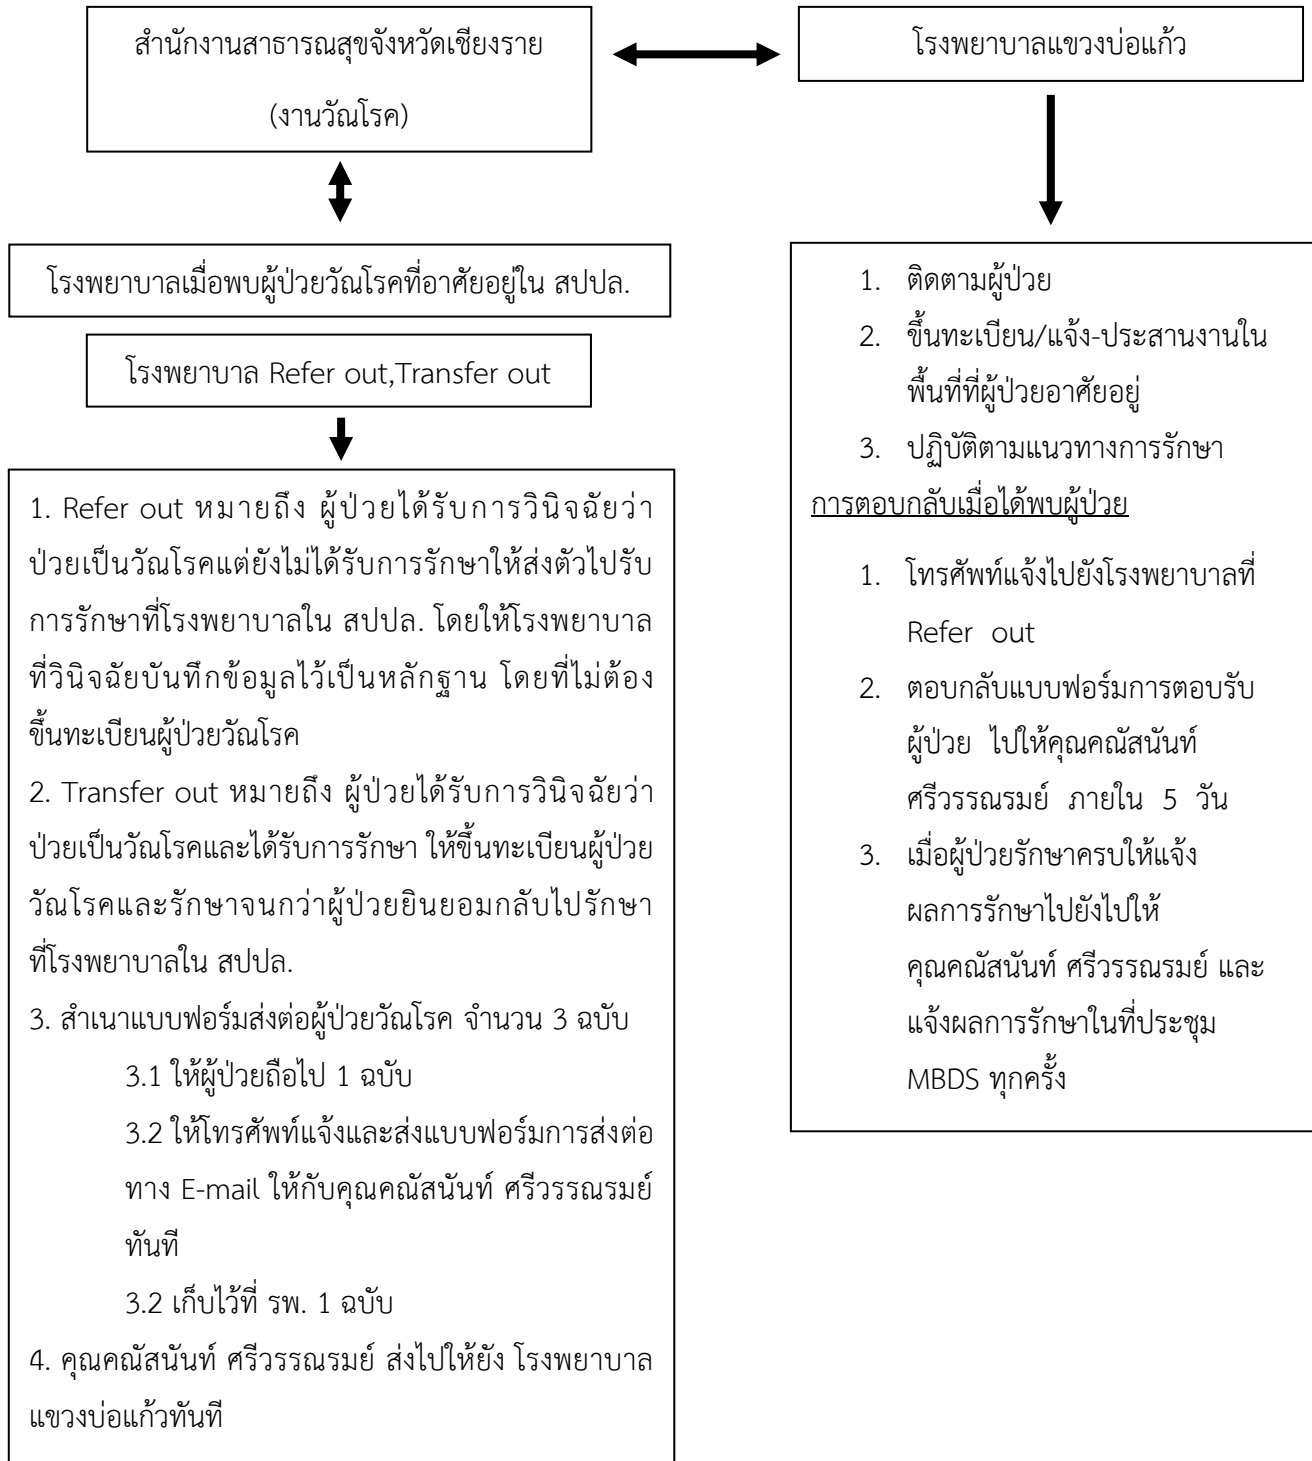 สำนักงานสาธารณสุขจังหวัดเชียงราย
(งานวัณโรค)
โรงพยาบาลแขวงบ่อแก้ว
โรงพยาบาลเมื่อพบผู้ป่วยวัณโรคที่อาศัยอยู่ใน สปปล.
โรงพยาบาล Refer out,Transfer out
1. Refer out หมายถึง ผู้ป่วยได้รับการวินิจฉัยว่า
ป่วยเป็นวัณโรคแต่ยังไม่ได้รับการรักษาให้ส่งตัวไปรับ
การรักษาที่โรงพยาบาลใน สปปล. โดยให้โรงพยาบาล
ที่วินิจฉัยบันทึกข้อมูลไว้เป็นหลักฐาน โดยที่ไม่ต้อง
ขึ้นทะเบียนผู้ป่วยวัณโรค
2. Transfer out หมายถึง ผู้ป่วยได้รับการวินิจฉัยว่า
ป่วยเป็นวัณโรคและได้รับการรักษา ให้ขึ้นทะเบียนผู้ป่วย
วัณโรคและรักษาจนกว่าผู้ป่วยยินยอมกลับไปรักษา
ที่โรงพยาบาลใน สปปล.
3. สำเนาแบบฟอร์มส่งต่อผู้ป่วยวัณโรค จำนวน 3 ฉบับ
3.1 ให้ผู้ป่วยถือไป 1 ฉบับ
3.2 ให้โทรศัพท์แจ้งและส่งแบบฟอร์มการส่งต่อ
ทาง E-mail ให้กับคุณคณัสนันท์ ศรีวรรณรมย์
ทันที
3.2 เก็บไว้ที่ รพ. 1 ฉบับ
4. คุณคณัสนันท์ ศรีวรรณรมย์ ส่งไปให้ยัง โรงพยาบาล
แขวงบ่อแก้วทันที
1. ติดตามผู้ป่วย
2. ขึ้นทะเบียน/แจ้ง-ประสานงานใน
พื้นที่ที่ผู้ป่วยอาศัยอยู่
3. ปฏิบัติตามแนวทางการรักษา
การตอบกลับเมื่อได้พบผู้ป่วย
1. โทรศัพท์แจ้งไปยังโรงพยาบาลที่
Refer out
2. ตอบกลับแบบฟอร์มการตอบรับ
ผู้ป่วย ไปให้คุณคณัสนันท์
ศรีวรรณรมย์ ภายใน 5 วัน
3. เมื่อผู้ป่วยรักษาครบให้แจ้ง
ผลการรักษาไปยังไปให้
คุณคณัสนันท์ ศรีวรรณรมย์ และ
แจ้งผลการรักษาในที่ประชุม
MBDS ทุกครั้ง